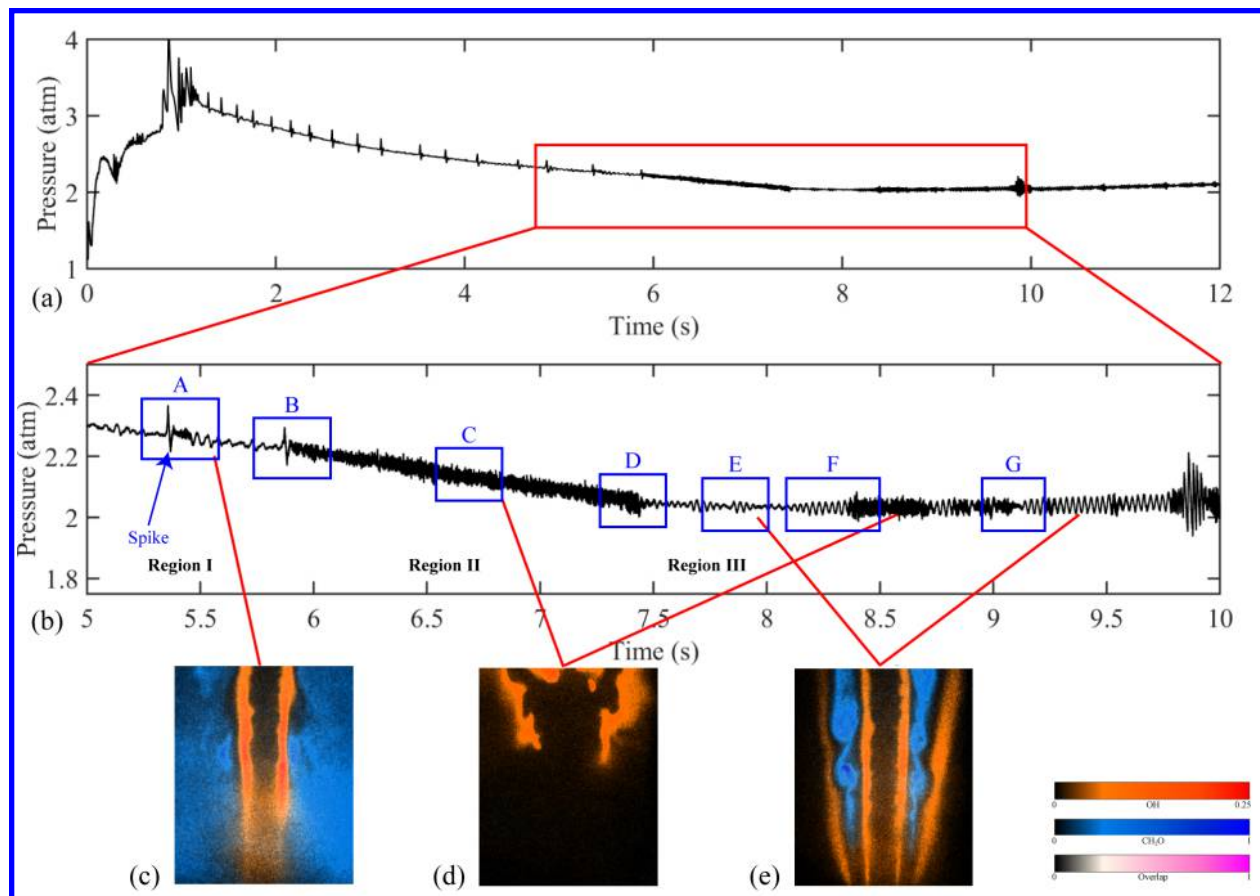 4
3
2
1
Pressure (atm)
0 2 4 6 8 10 12
(a)
Time (s)
2.4
2.2
2
1.8
Pressure (atm)
A B C D E F G
Spike
Region I Region II Region III
5 5.5 6 6.5 7 7.5 8 8.5 9 9.5 10
(b)
Time (s)
(c) (d) (e)
0 OH 0.25
0 CH₂O 1
0 Overlap 1